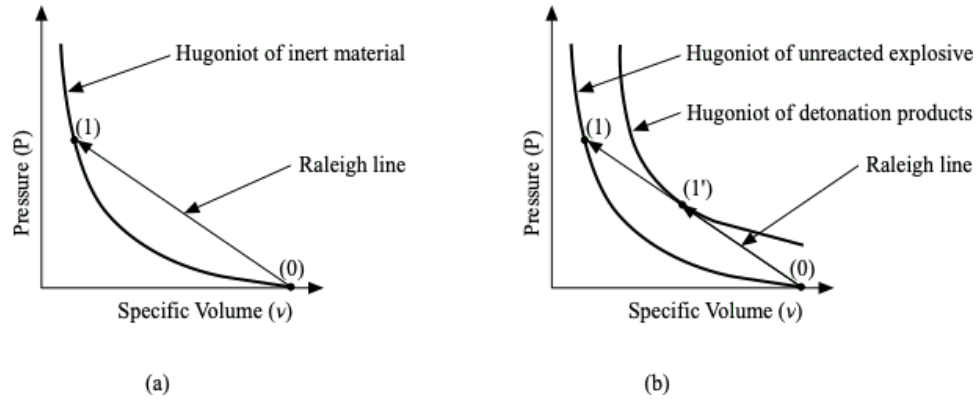 Hugoniot of inert material
(1)
Raleigh line
(0)
Pressure (P)
Specific Volume (v)
(a)
Hugoniot of unreacted explosive
Hugoniot of detonation products
(1)
Raleigh line
(1')
(0)
Pressure (P)
Specific Volume (v)
(b)